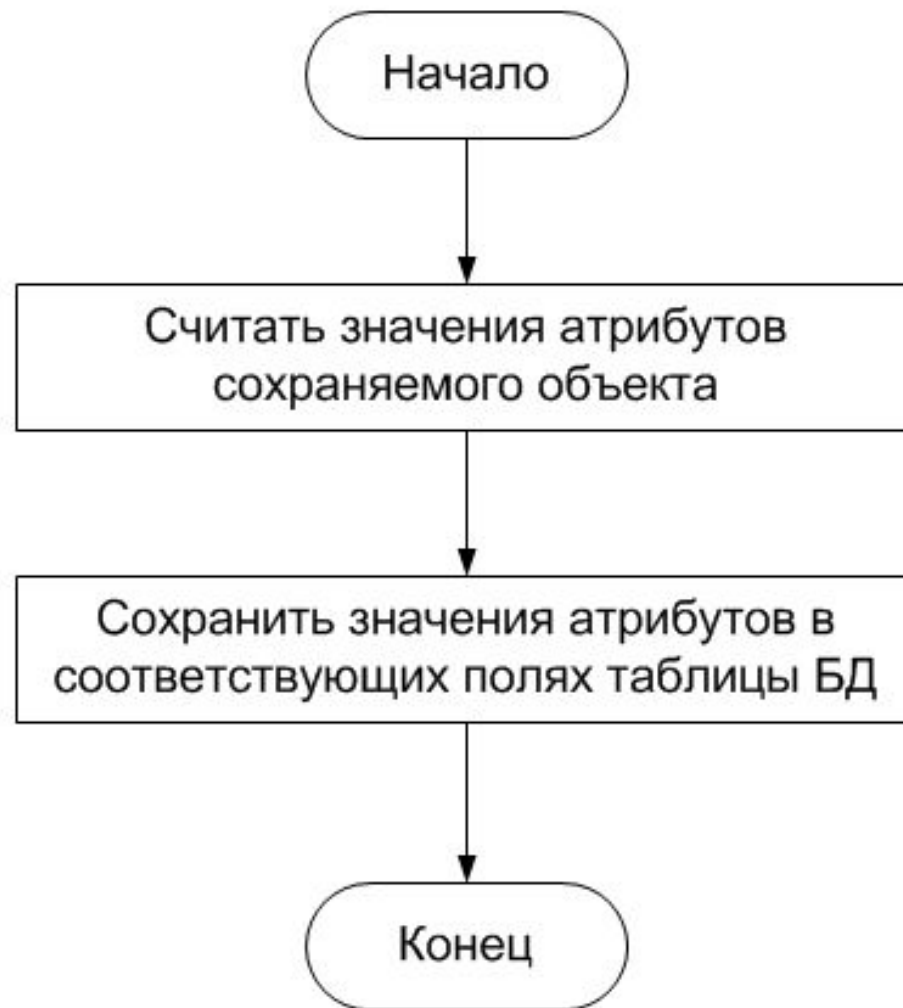 Начало
Считать значения атрибутов
сохраняемого объекта
Сохранить значения атрибутов в
соответствующих полях таблицы БД
Конец